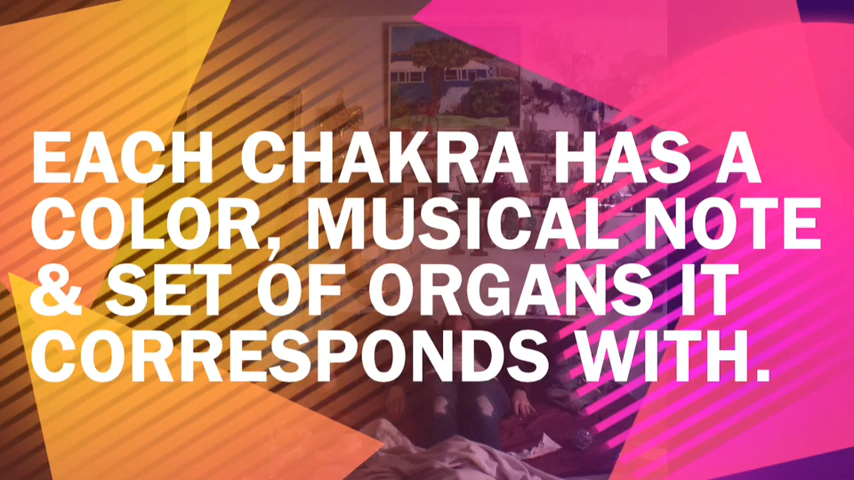 EACH CHAKRA HAS A
COLOR, MUSICAL NOTE
& SET OF ORGANS IT
CORRESPONDS WITH.